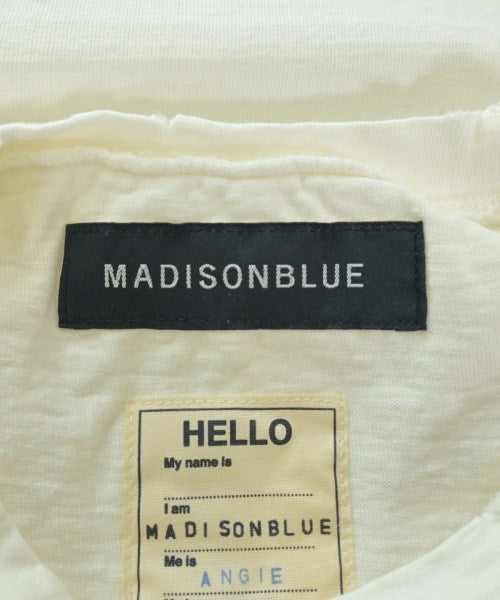 MADISONBLUE
HELLO
My name is
I am
MADISONBLUE
Me is
ANGIE